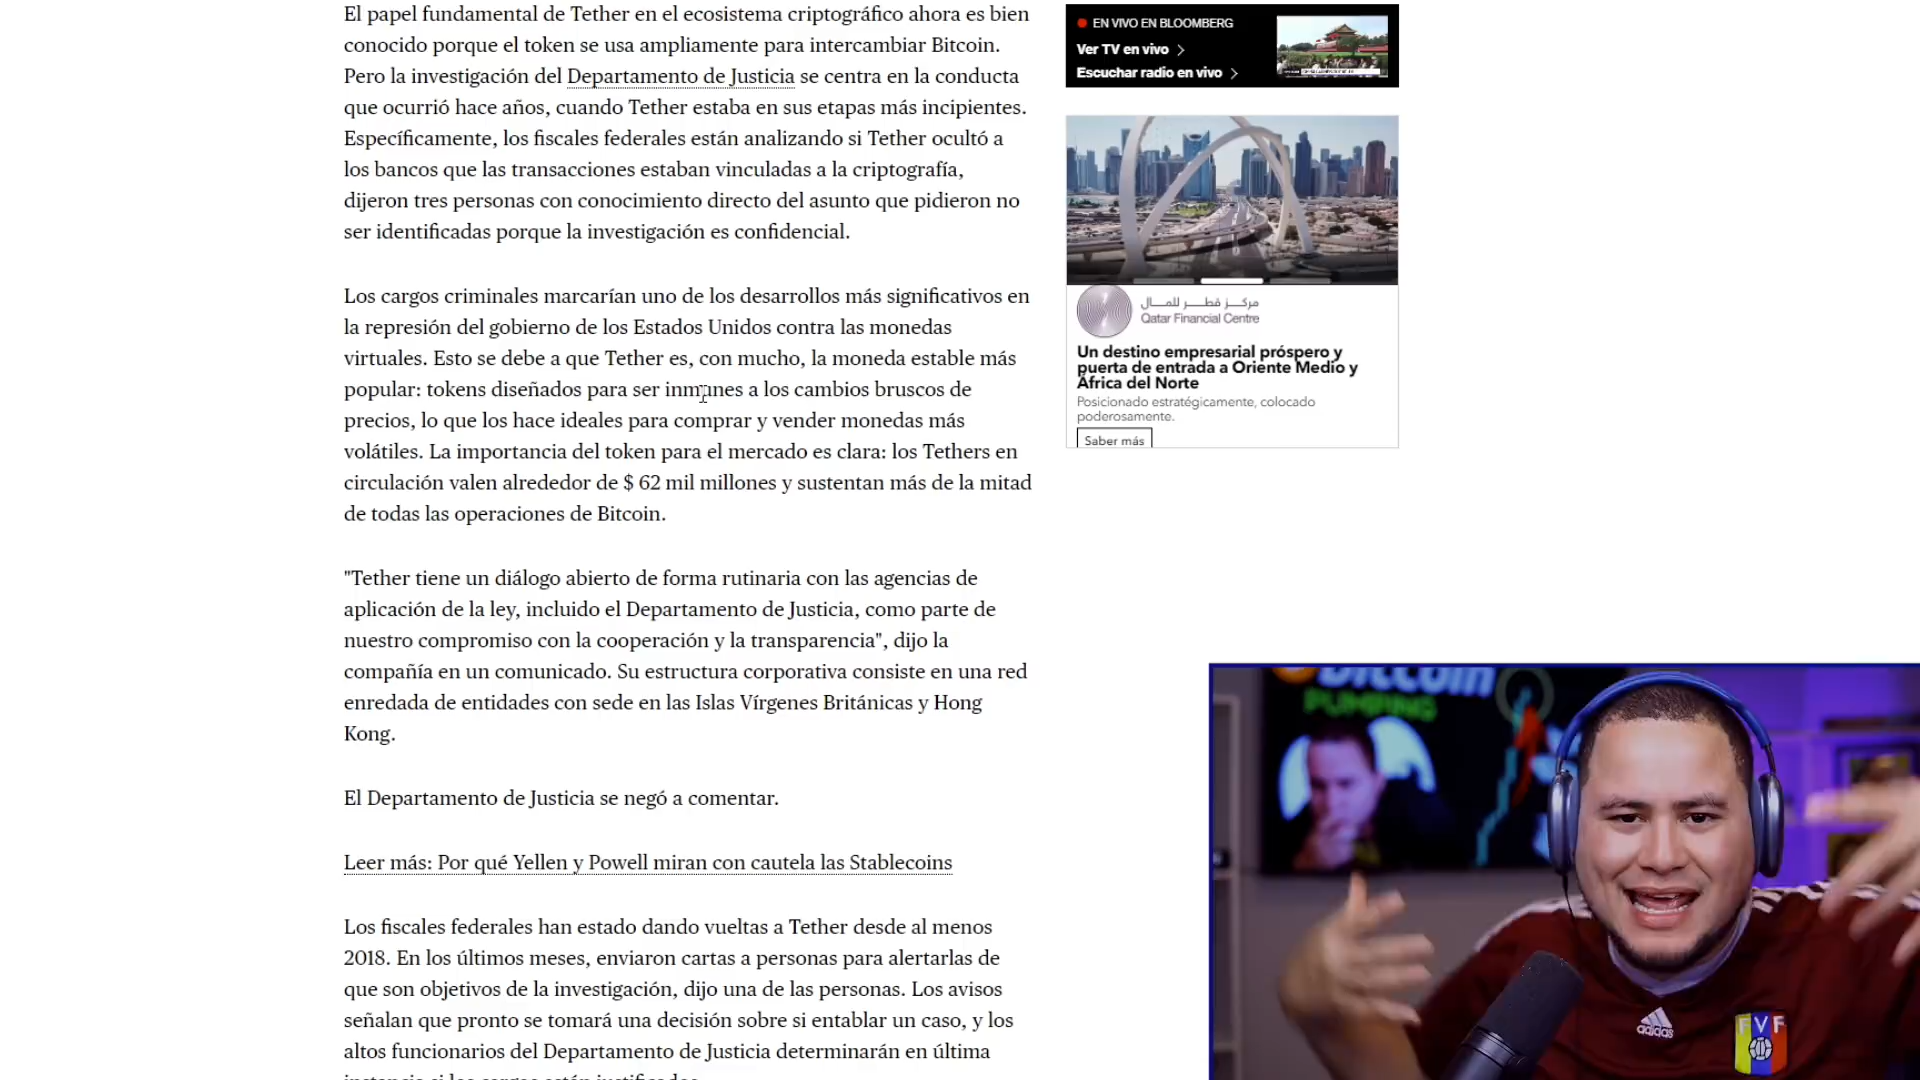 El papel fundamental de Tether en el ecosistema criptográfico ahora es bien
conocido porque el token se usa ampliamente para intercambiar Bitcoin.
Pero la investigación del Departamento de Justicia se centra en la conducta
que ocurrió hace años, cuando Tether estaba en sus etapas más incipientes.
Específicamente, los fiscales federales están analizando si Tether ocultó a
los bancos que las transacciones estaban vinculadas a la criptografía,
dijeron tres personas con conocimiento directo del asunto que pidieron no
ser identificadas porque la investigación es confidencial.
Los cargos criminales marcarían uno de los desarrollos más significativos en
la represión del gobierno de los Estados Unidos contra las monedas
virtuales. Esto se debe a que Tether es, con mucho, la moneda estable más
popular: tokens diseñados para ser inmunes a los cambios bruscos de
precios, lo que los hace ideales para comprar y vender monedas más
volátiles. La importancia del token para el mercado es clara: los Tethers en
circulación valen alrededor de $ 62 mil millones y sustentan más de la mitad
de todas las operaciones de Bitcoin.
"Tether tiene un diálogo abierto de forma rutinaria con las agencias de
aplicación de la ley, incluido el Departamento de Justicia, como parte de
nuestro compromiso con la cooperación y la transparencia", dijo la
compañía en un comunicado. Su estructura corporativa consiste en una red
enredada de entidades con sede en las Islas Vírgenes Británicas y Hong
Kong.
El Departamento de Justicia se negó a comentar.
Leer más: Por qué Yellen y Powell miran con cautela las Stablecoins
Los fiscales federales han estado dando vueltas a Tether desde al menos
2018. En los últimos meses, enviaron cartas a personas para alertarlas de
que son objetivos de la investigación, dijo una de las personas. Los avisos
señalan que pronto se tomará una decisión sobre si entablar un caso, y los
altos funcionarios del Departamento de Justicia determinarán en última
EN VIVO EN BLOOMBERG
Ver TV en vivo
Escuchar radio en vivo
مركز قطر للمال
Qatar Financial Centre
Un destino empresarial próspero y
puerta de entrada a Oriente Medio y
África del Norte
Posicionado estratégicamente, colocado
poderosamente.
Saber más
Bitcoin
PUMPING
adidas
FVF